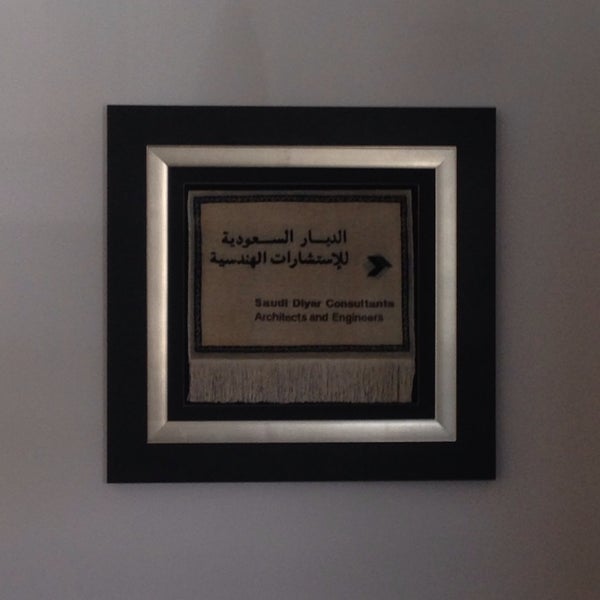 الديار السعودية
للإستشارات الهندسية
Saudi Diyar Consultants
Architects and Engineers